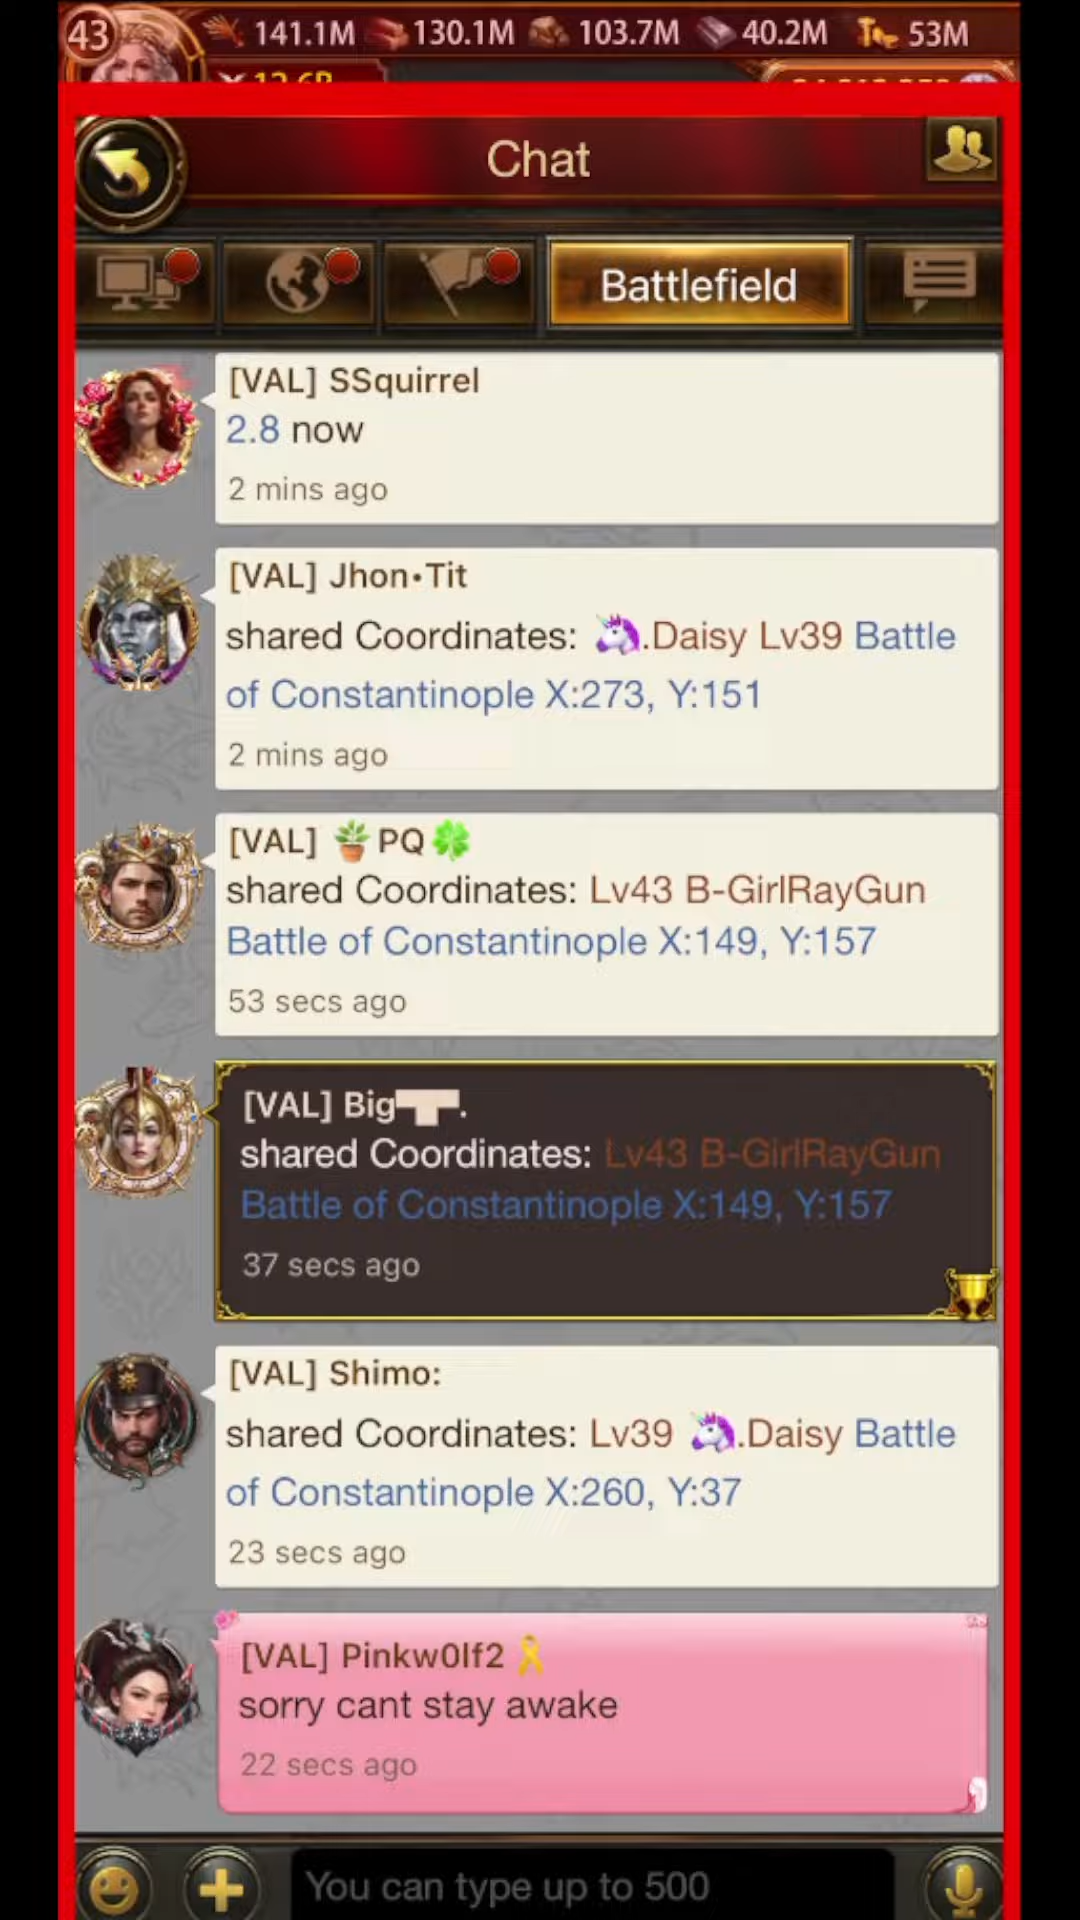 43 141.1M 130.1M 103.7M 40.2M 53M
Chat
Battlefield
[VAL] SSquirrel
2.8 now
2 mins ago
[VAL] Jhon•Tit
shared Coordinates: 🦄.Daisy Lv39 Battle
of Constantinople X:273, Y:151
2 mins ago
[VAL] 🪴PQ🍀
shared Coordinates: Lv43 B-GirlRayGun
Battle of Constantinople X:149, Y:157
53 secs ago
[VAL] Big .
shared Coordinates: Lv43 B-GirlRayGun
Battle of Constantinople X:149, Y:157
37 secs ago
[VAL] Shimo:
shared Coordinates: Lv39 🦄.Daisy Battle
of Constantinople X:260, Y:37
23 secs ago
[VAL] Pinkw0lf2 🎗
sorry cant stay awake
22 secs ago
You can type up to 500